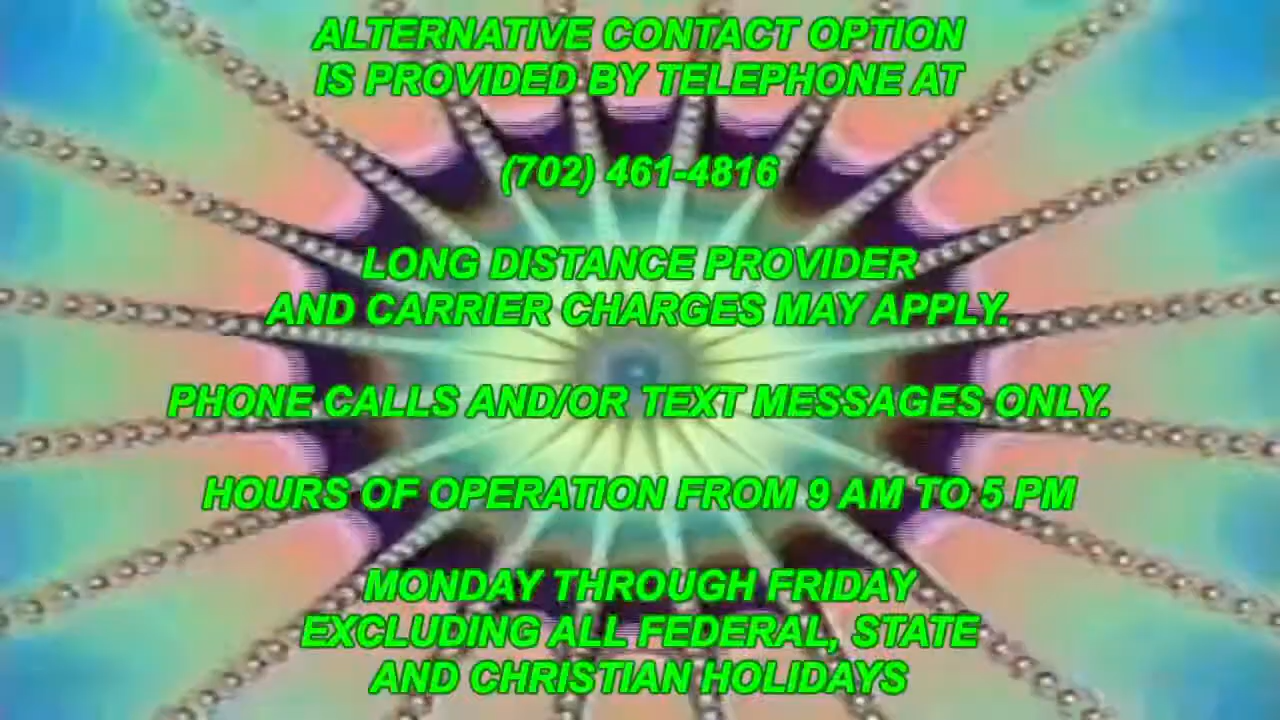 ALTERNATIVE CONTACT OPTION
IS PROVIDED BY TELEPHONE AT
(702) 461-4816
LONG DISTANCE PROVIDER
AND CARRIER CHARGES MAY APPLY.
PHONE CALLS AND/OR TEXT MESSAGES ONLY.
HOURS OF OPERATION FROM 9 AM TO 5 PM
MONDAY THROUGH FRIDAY
EXCLUDING ALL FEDERAL, STATE
AND CHRISTIAN HOLIDAYS